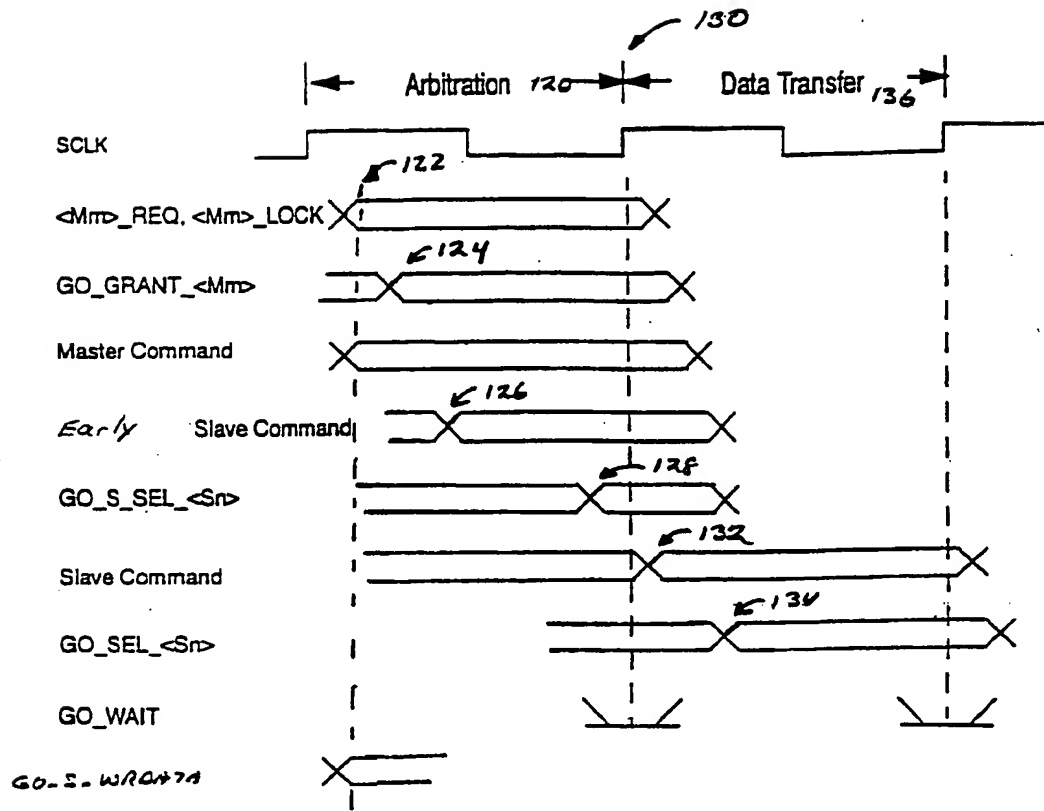 130
Arbitration 120 Data Transfer 136
SCLK
122
<Mm>_REQ, <Mm>_LOCK
124
GO_GRANT_<Mm>
Master Command
126
Early Slave Command
128
GO_S_SEL_<Sn>
132
Slave Command
134
GO_SEL_<Sn>
GO_WAIT
GO_S_WRDATA